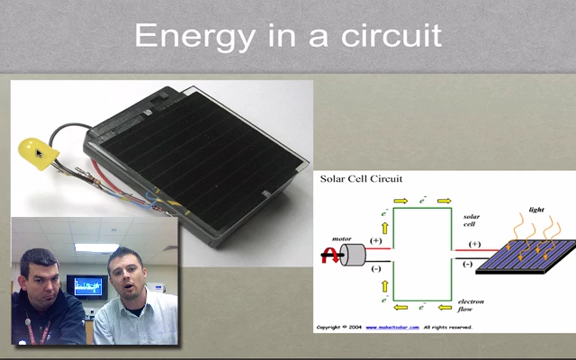 Energy in a circuit
Solar Cell Circuit
e⁻
e⁻
e⁻
e⁻
solar
cell
light
motor
(+)
(+)
(-)
(-)
e⁻
e⁻
e⁻
e⁻
electron
flow
Copyright © 2004 www.makeitsolar.com All rights reserved.